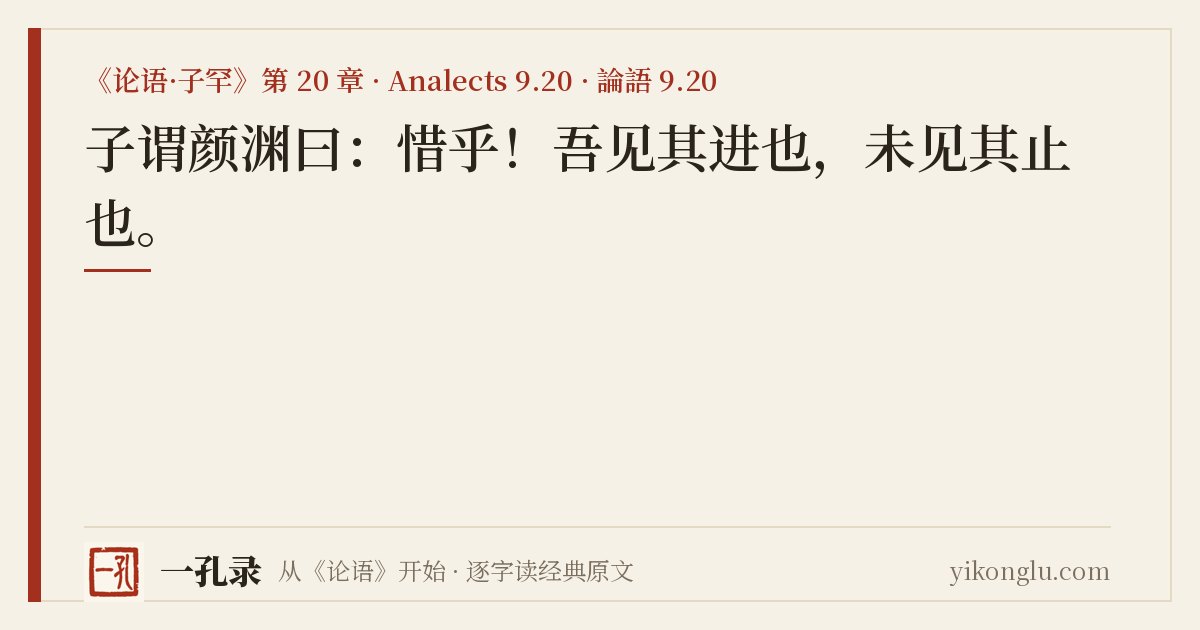 《论语·子罕》第 20 章 · Analects 9.20 · 論語 9.20
子谓颜渊曰：惜乎！吾见其进也，未见其止
也。
一孔
一孔录 从《论语》开始 · 逐字读经典原文 yikonglu.com